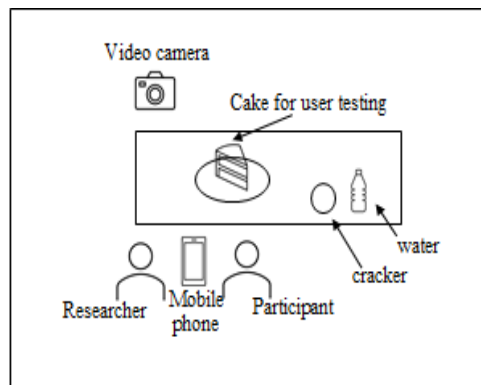 Video camera
Cake for user testing
water
cracker
Researcher
Mobile
phone
Participant